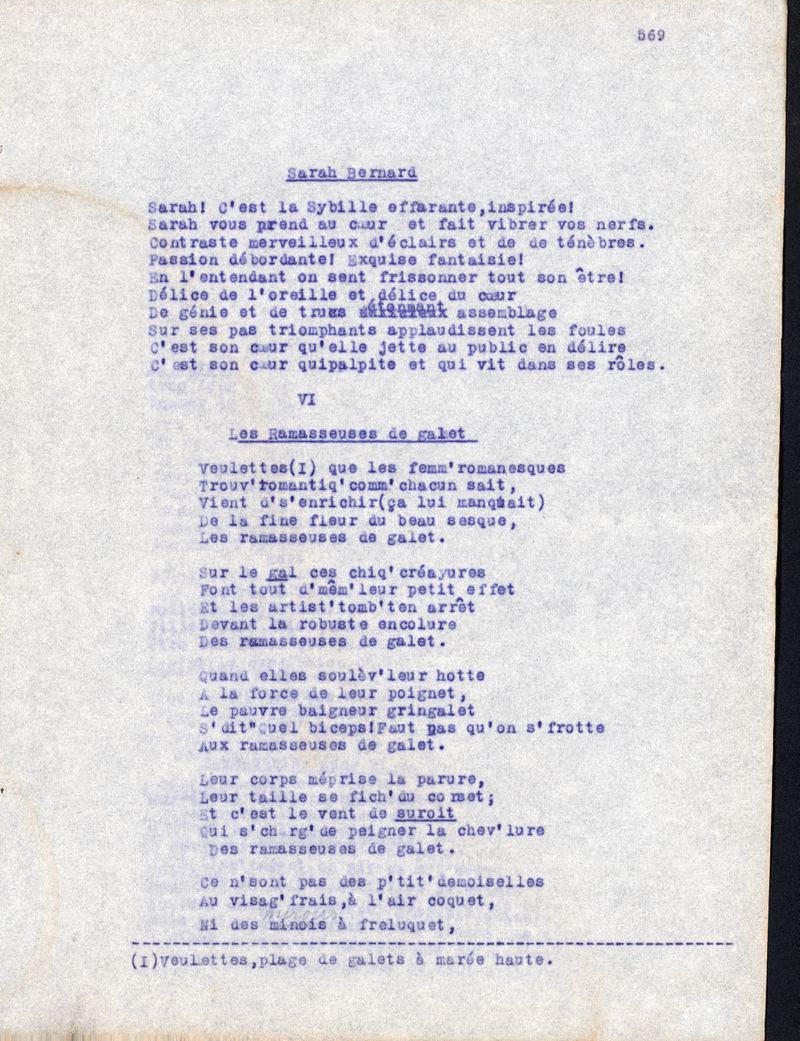 569
Sarah Bernard
Sarah! C'est la Sybille effarante,inspirée!
Sarah vous prend au cœur et fait vibrer vos nerfs.
Contraste merveilleux d'éclairs et de de ténèbres.
Passion débordante! Exquise fantaisie!
En l'entendant on sent frissonner tout son être!
Délice de l'oreille et délice du cœur
De génie et de trucs étonnant assemblage
Sur ses pas triomphants applaudissent les foules
C'est son cœur qu'elle jette au public en délire
C'est son cœur quipalpite et qui vit dans ses rôles.
VI
Les Ramasseuses de galet
Veulettes(I) que les femm'romanesques
Trouv'romantiq'comm'chacun sait,
Vient d's'enrichir(ça lui manquait)
De la fine fleur du beau sesque,
Les ramasseuses de galet.
Sur le gal ces chiq'créayures
Font tout d'mêm'leur petit effet
Et les artist'tomb'ten arrêt
Devant la robuste encolure
Des ramasseuses de galet.
Quand elles soulèv'leur hotte
A la force de leur poignet,
Le pauvre baigneur gringalet
S'dit"Quel biceps!Faut pas qu'on s'frotte
Aux ramasseuses de galet.
Leur corps méprise la parure,
Leur taille se fich'du corset;
Et c'est le vent de suroit
Qui s'ch rg'de peigner la chev'lure
Des ramasseuses de galet.
Ce n'sont pas des p'tit'demoiselles
Au visag'frais,à l'air coquet,
Ni des minois à freluquet,
(I)Veulettes,plage de galets à marée haute.